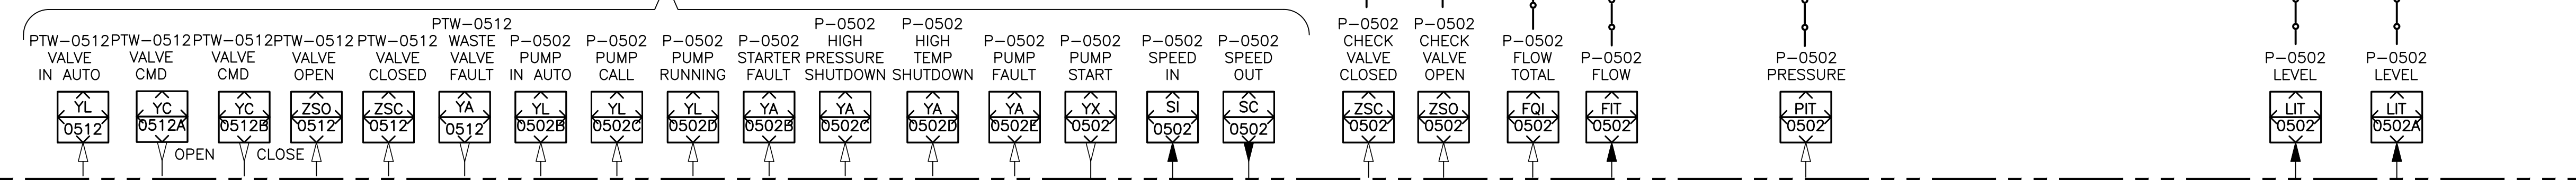 PTW-0512
VALVE
IN AUTO
YL
0512
PTW-0512
VALVE
CMD
YC
0512A
OPEN
PTW-0512
VALVE
CMD
YC
0512B
CLOSE
PTW-0512
VALVE
OPEN
ZSO
0512
PTW-0512
VALVE
CLOSED
ZSC
0512
PTW-0512
WASTE
VALVE
FAULT
YA
0512
P-0502
PUMP
IN AUTO
YL
0502B
P-0502
PUMP
CALL
YL
0502C
P-0502
PUMP
RUNNING
YL
0502D
P-0502
STARTER
FAULT
YA
0502B
P-0502
HIGH
PRESSURE
SHUTDOWN
YA
0502C
P-0502
HIGH
TEMP
SHUTDOWN
YA
0502D
P-0502
PUMP
FAULT
YA
0502E
P-0502
PUMP
START
YX
0502
P-0502
SPEED
IN
SI
0502
P-0502
SPEED
OUT
SC
0502
P-0502
CHECK
VALVE
CLOSED
ZSC
0502
P-0502
CHECK
VALVE
OPEN
ZSO
0502
P-0502
FLOW
TOTAL
FQI
0502
P-0502
FLOW
FIT
0502
P-0502
PRESSURE
PIT
0502
P-0502
LEVEL
LIT
0502
P-0502
LEVEL
LIT
0502A